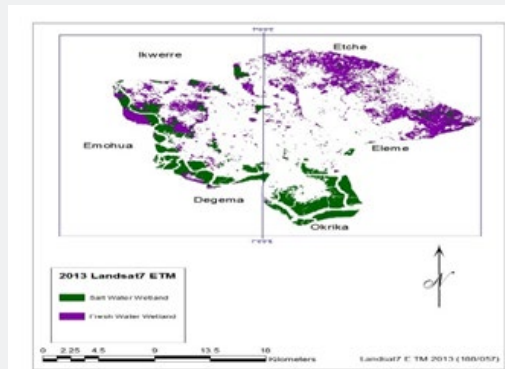 Ikwerre
Etche
Emohua
Eleme
Degema
Okrika
N
2013 Landsat7 ETM
Salt Water Wetland
Fresh Water Wetland
0 2.25 4.5 9 13.5 18
Kilometers
Landsat7 E TM 2013 (188/057)